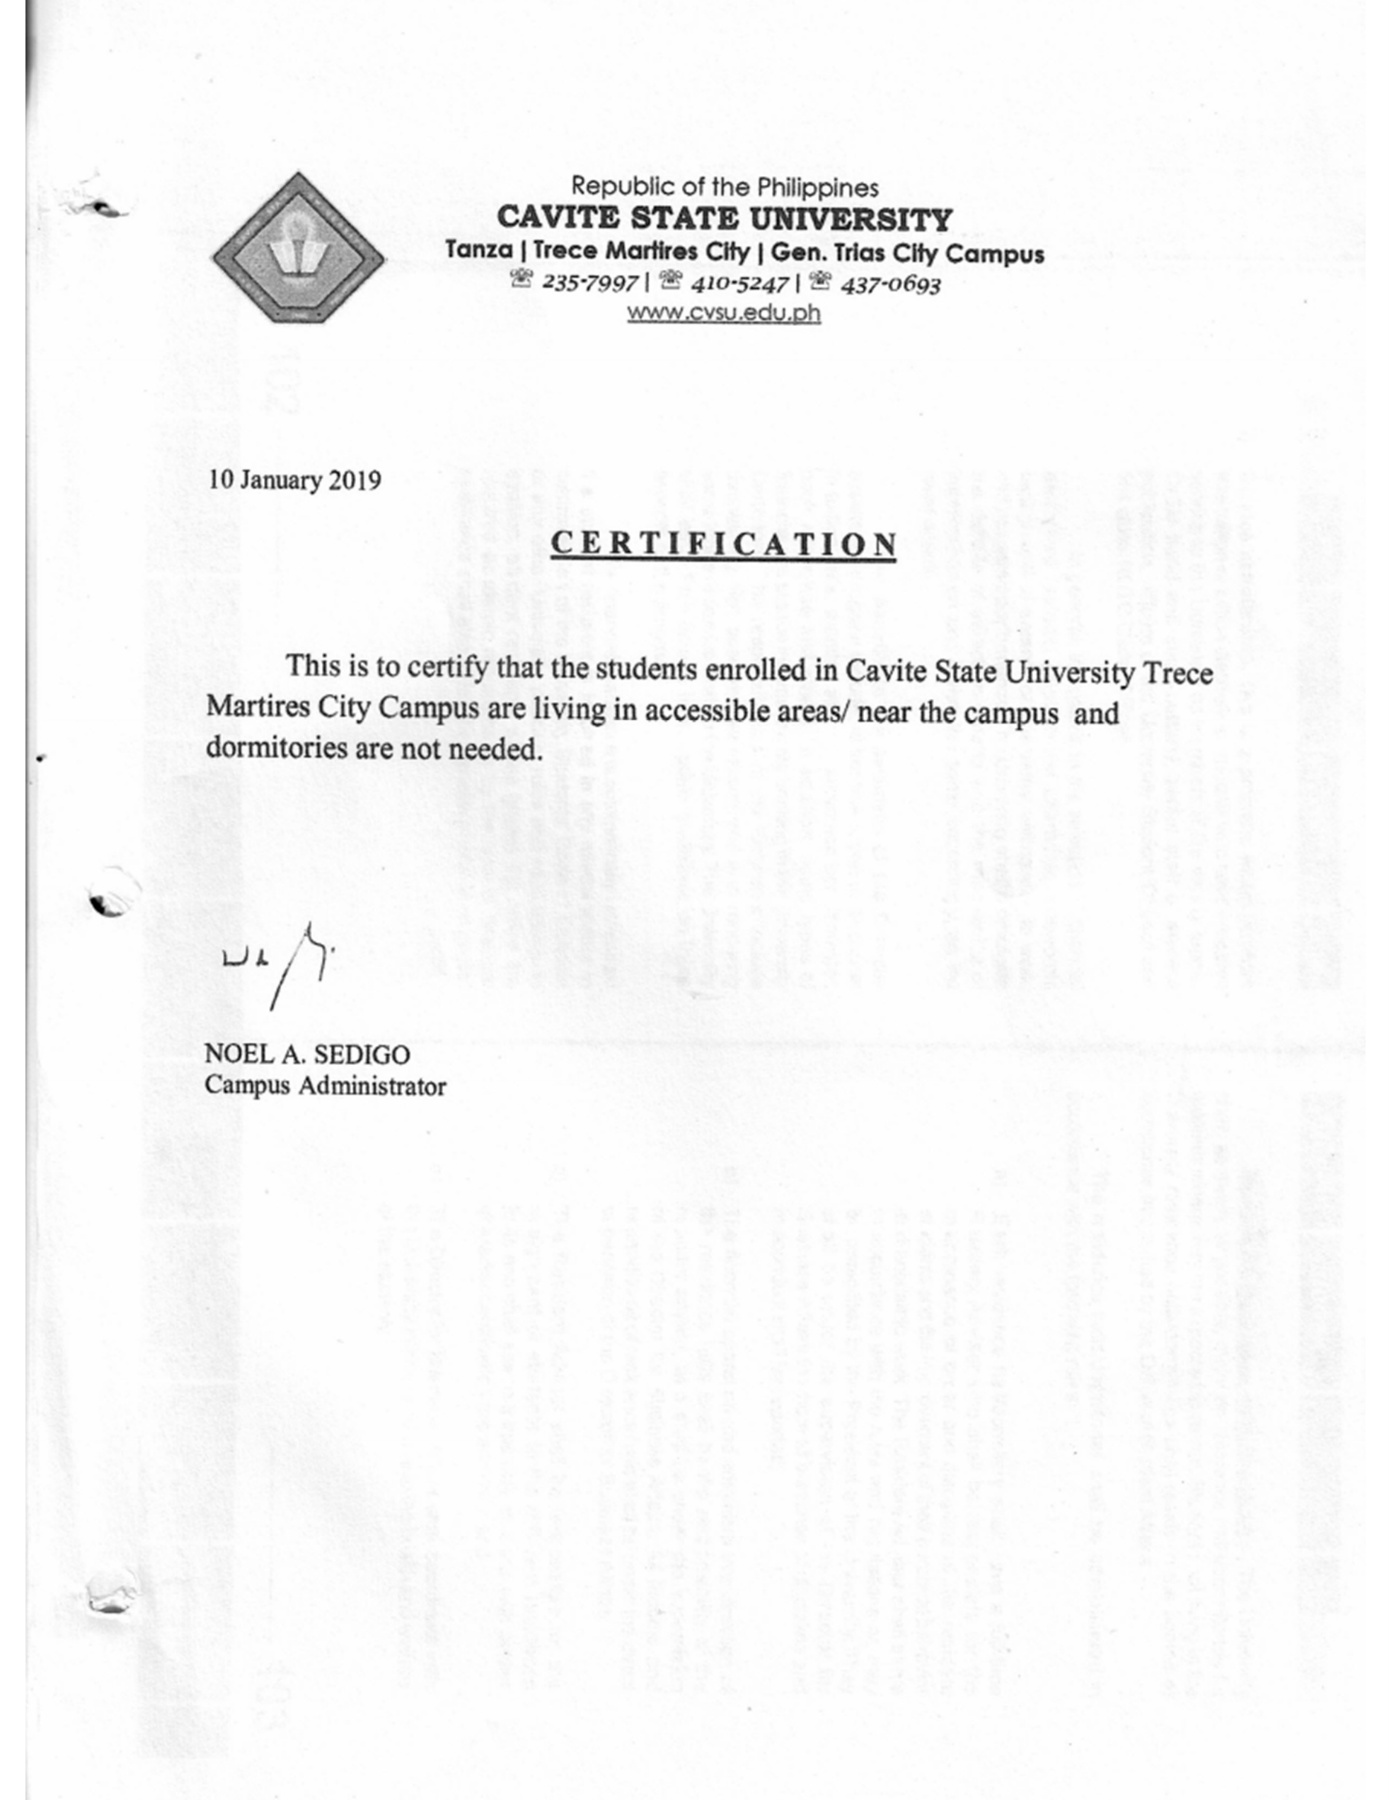 Republic of the Philippines
CAVITE STATE UNIVERSITY
Tanza | Trece Martires City | Gen. Trias City Campus
☏ 235-7997 | ☏ 410-5247 | ☏ 437-0693
www.cvsu.edu.ph
10 January 2019
CERTIFICATION
This is to certify that the students enrolled in Cavite State University Trece
Martires City Campus are living in accessible areas/ near the campus and
dormitories are not needed.
NOEL A. SEDIGO
Campus Administrator